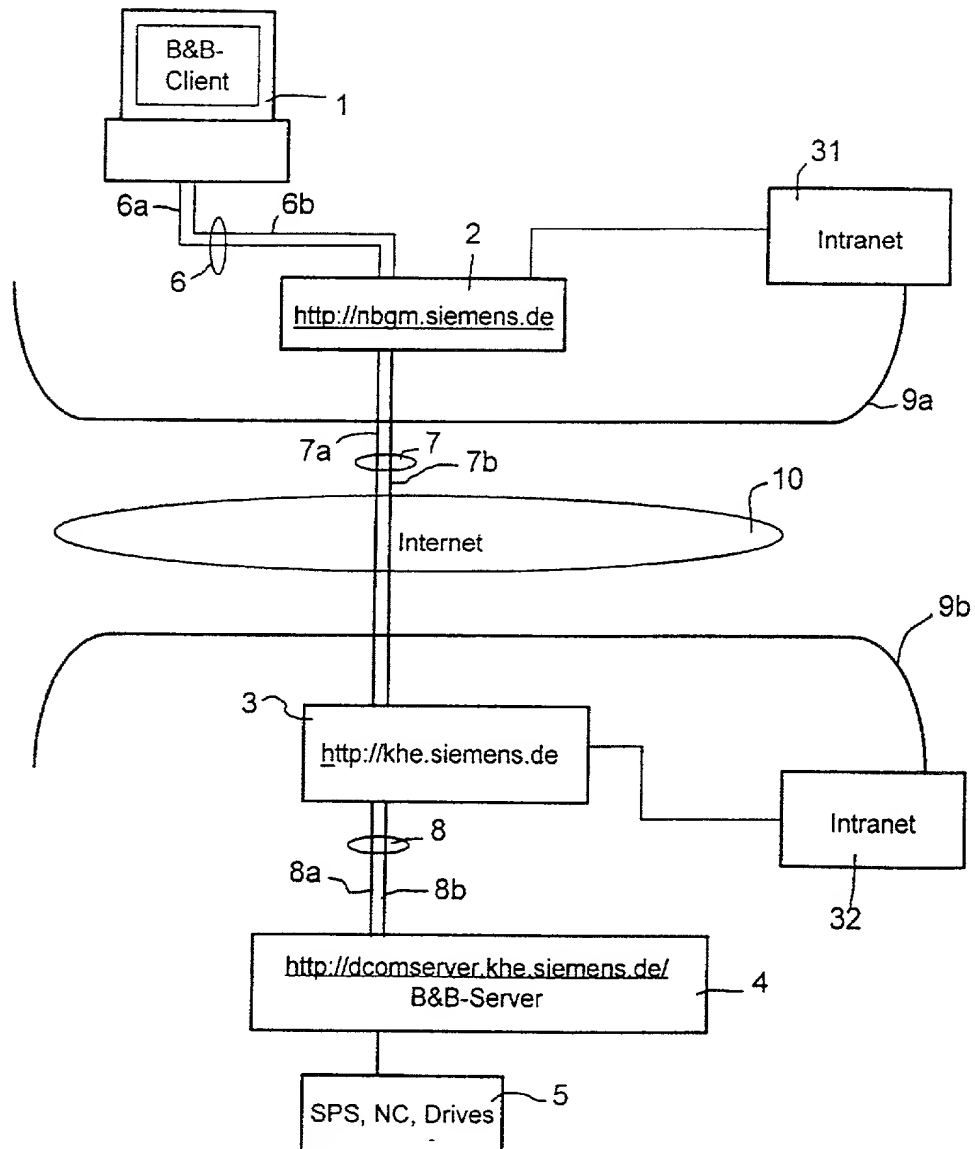 B&B-
Client
1
31
6a
6b
2
Intranet
6
http://nbgm.siemens.de
9a
7a
7
7b
10
Internet
9b
3
http://khe.siemens.de
8
Intranet
8a
8b
32
http://dcomserver.khe.siemens.de/
B&B-Server
4
5
SPS, NC, Drives